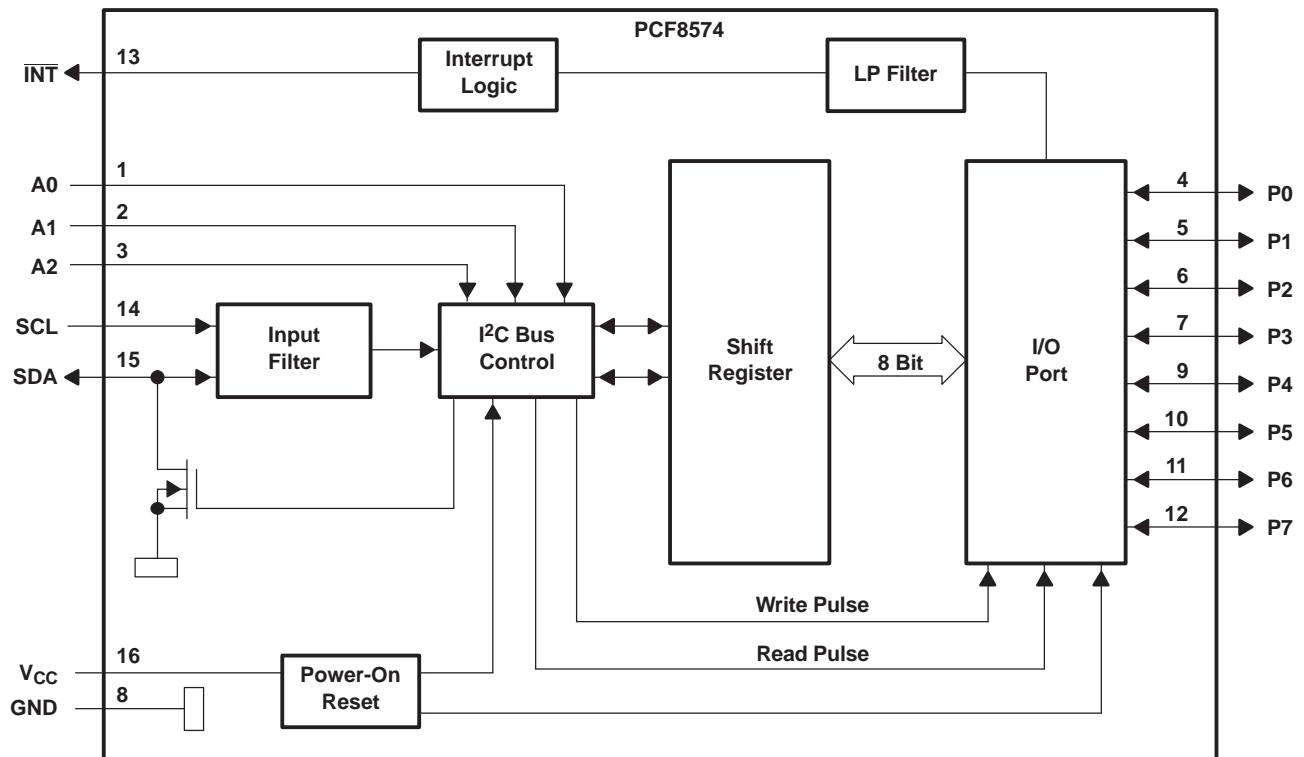 PCF8574
INT
13
Interrupt
Logic
LP Filter
A0
1
A1
2
A2
3
SCL
14
SDA
15
Input
Filter
I2C Bus
Control
Shift
Register
8 Bit
I/O
Port
4
P0
5
P1
6
P2
7
P3
9
P4
10
P5
11
P6
12
P7
Write Pulse
Read Pulse
VCC
16
GND
8
Power-On
Reset